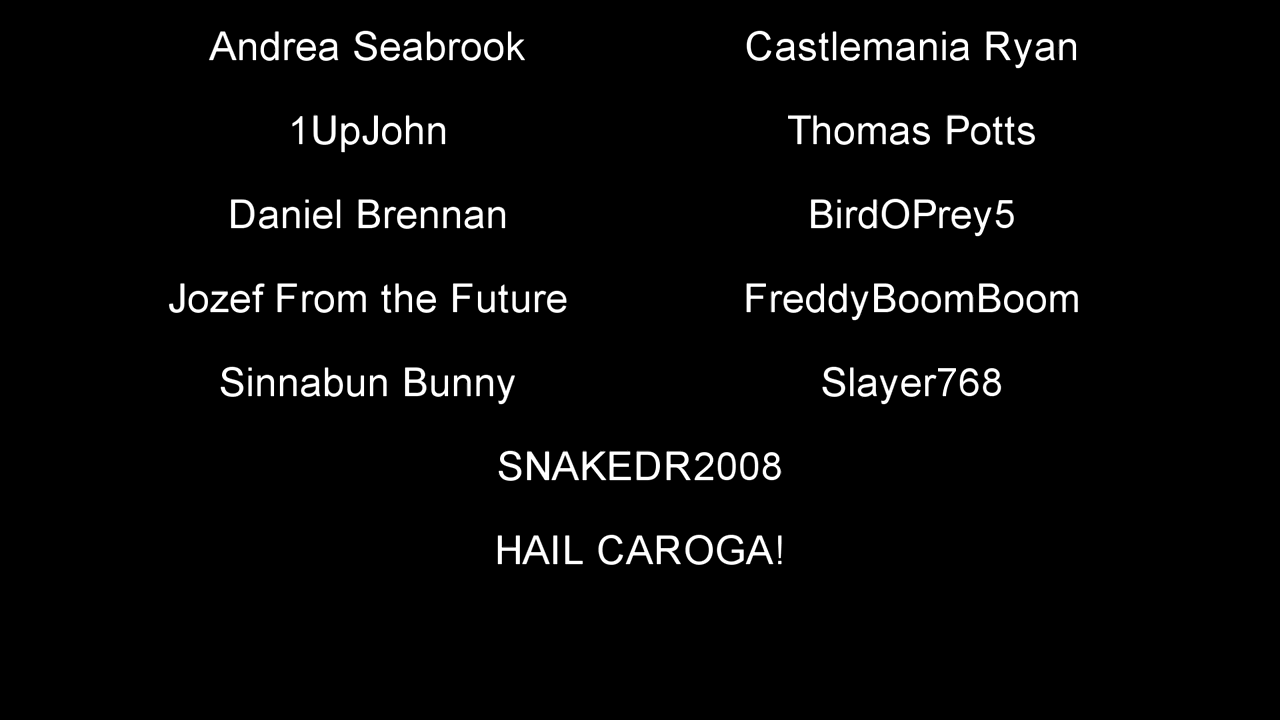 Andrea Seabrook
Castlemania Ryan
1UpJohn
Thomas Potts
Daniel Brennan
BirdOPrey5
Jozef From the Future
FreddyBoomBoom
Sinnabun Bunny
Slayer768
SNAKEDR2008
HAIL CAROGA!